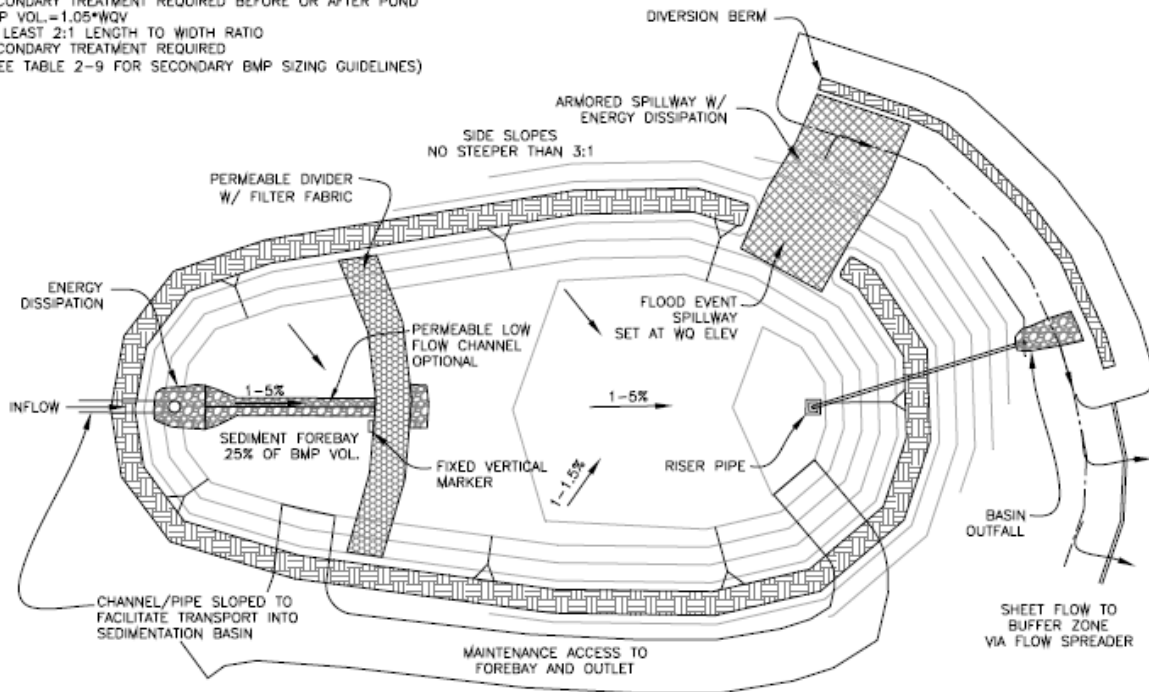 TREATMENT REQUIRED BEFORE OR AFTER POND
VOL.=1.05*WQV
LEAST 2:1 LENGTH TO WIDTH RATIO
TREATMENT REQUIRED
TABLE 2-9 FOR SECONDARY BMP SIZING GUIDELINES)
DIVERSION BERM
ARMORED SPILLWAY W/
ENERGY DISSIPATION
SIDE SLOPES
NO STEEPER THAN 3:1
PERMEABLE DIVIDER
W/ FILTER FABRIC
ENERGY
DISSIPATION
FLOOD EVENT
SPILLWAY
SET AT WQ ELEV
PERMEABLE LOW
FLOW CHANNEL
OPTIONAL
1-5%
1-5%
INFLOW
SEDIMENT FOREBAY
25% OF BMP VOL.
FIXED VERTICAL
MARKER
RISER PIPE
1-1.5%
BASIN
OUTFALL
CHANNEL/PIPE SLOPED TO
FACILITATE TRANSPORT INTO
SEDIMENTATION BASIN
SHEET FLOW TO
BUFFER ZONE
VIA FLOW SPREADER
MAINTENANCE ACCESS TO
FOREBAY AND OUTLET